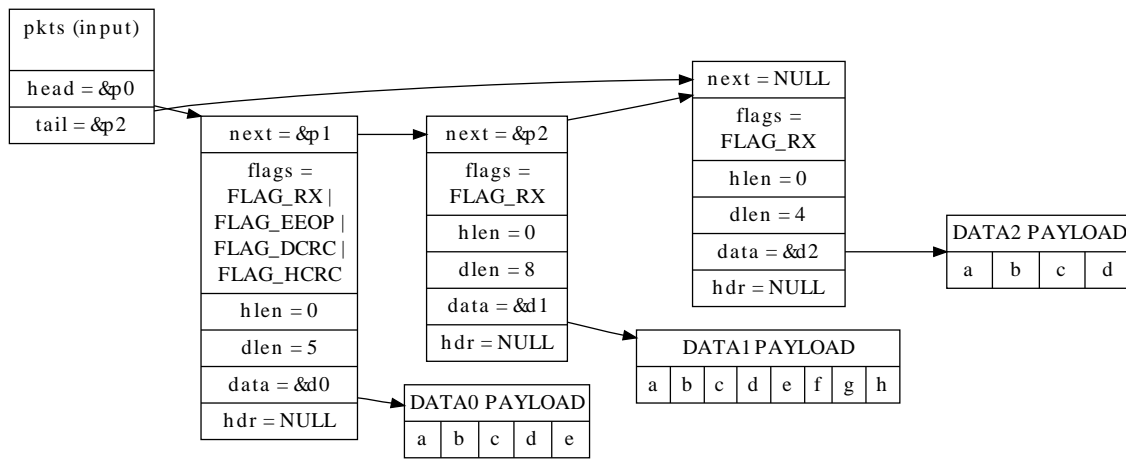 pkts (input)
head = &p0
tail = &p2
next = &p1
flags =
FLAG_RX |
FLAG_EEOP |
FLAG_DCRC |
FLAG_HCRC
hlen = 0
dlen = 5
data = &d0
hdr = NULL
DATA0 PAYLOAD
a b c d e
next = &p2
flags =
FLAG_RX
hlen = 0
dlen = 8
data = &d1
hdr = NULL
DATA1 PAYLOAD
a b c d e f g h
next = NULL
flags =
FLAG_RX
hlen = 0
dlen = 4
data = &d2
hdr = NULL
DATA2 PAYLOAD
a b c d